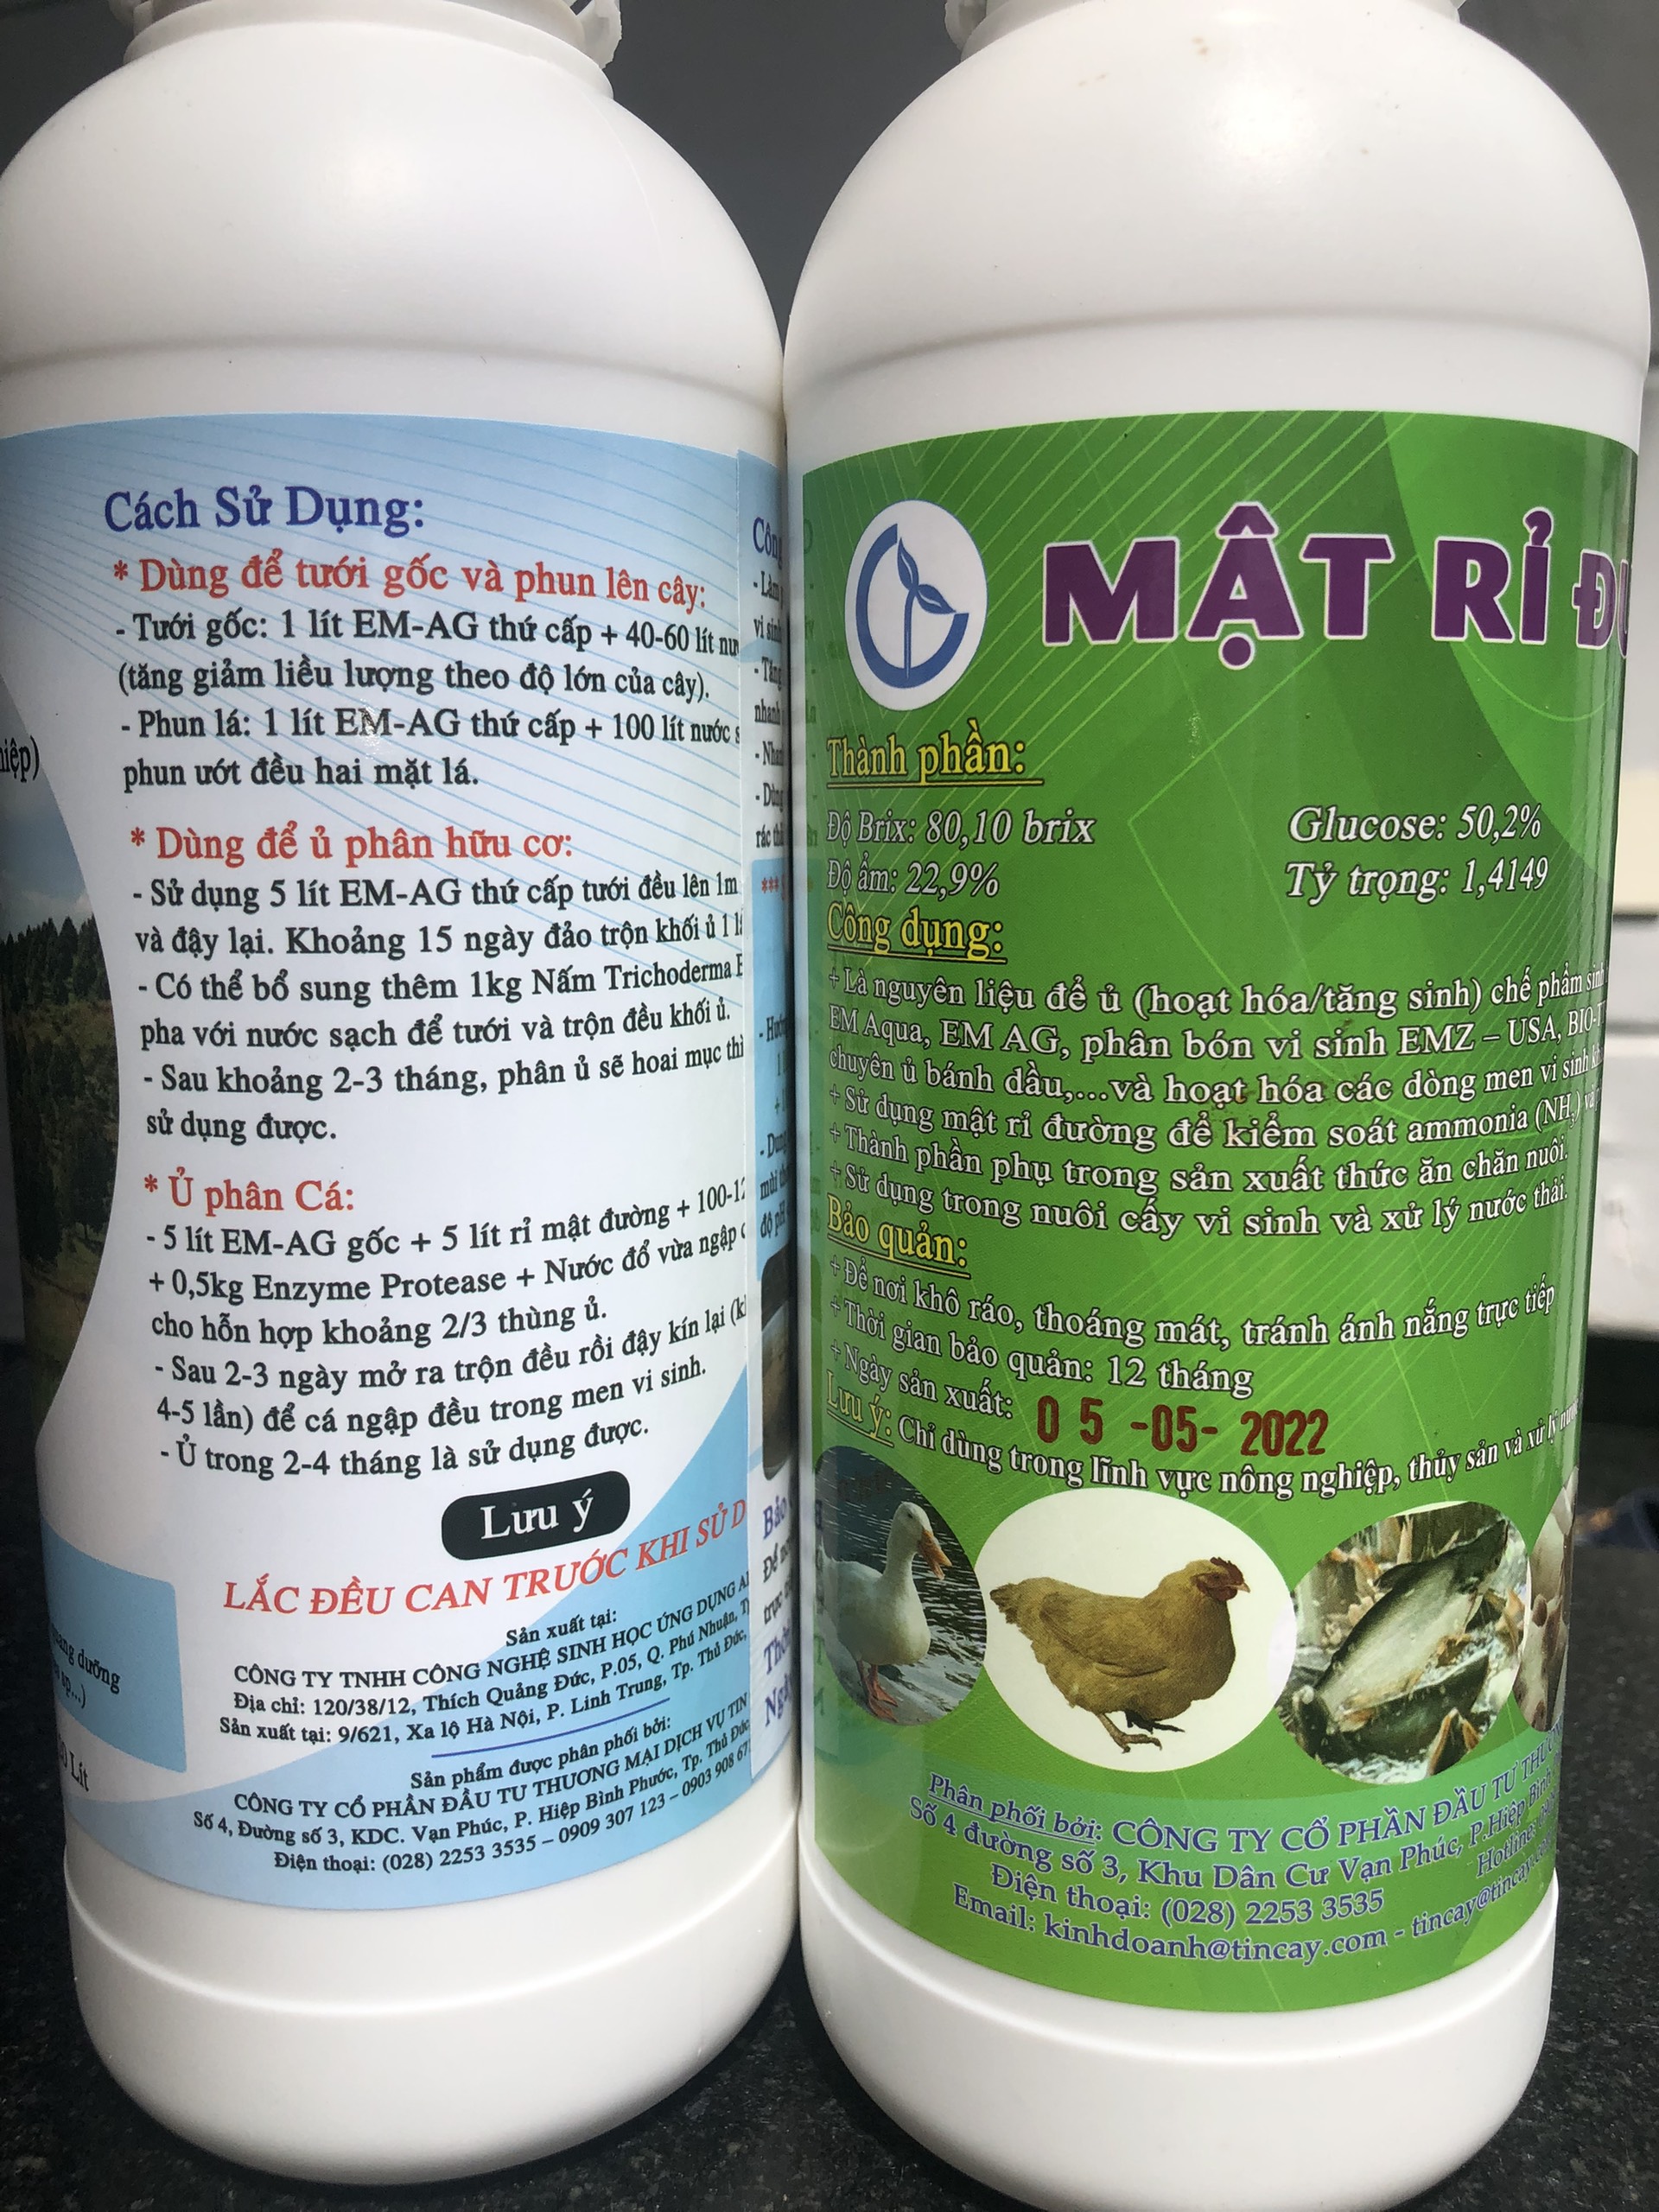 Cách Sử Dụng:
* Dùng để tưới gốc và phun lên cây:
- Tưới gốc: 1 lít EM-AG thứ cấp + 40-60 lít
(tăng giảm liều lượng theo độ lớn của cây).
- Phun lá: 1 lít EM-AG thứ cấp + 100 lít nước
phun ướt đều hai mặt lá.
* Dùng để ủ phân hữu cơ:
- Sử dụng 5 lít EM-AG thứ cấp tưới đều lên 1m
và đậy lại. Khoảng 15 ngày đảo trộn khối ủ 1
- Có thể bổ sung thêm 1kg Nấm Trichoderma
pha với nước sạch để tưới và trộn đều khối ủ.
- Sau khoảng 2-3 tháng, phân ủ sẽ hoai mục
sử dụng được.
* Ủ phân Cá:
- 5 lít EM-AG gốc + 5 lít rỉ mật đường +
+ 0,5kg Enzyme Protease + Nước đổ vừa ngập
cho hỗn hợp khoảng 2/3 thùng ủ.
- Sau 2-3 ngày mở ra trộn đều rồi đậy kín lại
4-5 lần) để cá ngập đều trong men vi sinh.
- Ủ trong 2-4 tháng là sử dụng được.
Lưu ý
LẮC ĐỀU CAN TRƯỚC KHI SỬ
Sản xuất tại:
CÔNG TY TNHH CÔNG NGHỆ SINH HỌC ỨNG DỤNG
Địa chỉ: 120/38/12, Thích Quảng Đức, P.05, Q. Phú Nhuận,
Sản xuất tại: 9/621, Xa lộ Hà Nội, P. Linh Trung, Tp. Thủ Đức,
Sản phẩm được phân phối bởi:
CÔNG TY CỔ PHẦN ĐẦU TƯ THƯƠNG MẠI DỊCH VỤ TIN
Số 4, Đường số 3, KDC. Vạn Phúc, P. Hiệp Bình Phước, Tp. Thủ Đức
Điện thoại: (028) 2253 3535 – 0909 307 123 – 0903 908 67
dưỡng
Lít
MẬT RỈ
Thành phần:
Độ Brix: 80,10 brix
Glucose: 50,2%
Độ ẩm: 22,9%
Tỷ trọng: 1,4149
Công dụng:
+ Là nguyên liệu để ủ (hoạt hóa/tăng sinh) chế phẩm sinh
EM Aqua, EM AG, phân bón vi sinh EMZ – USA,
chuyên ủ bánh dầu,...và hoạt hóa các dòng men vi sinh
+ Sử dụng mật rỉ đường để kiểm soát ammonia (NH₃)
+ Thành phần phụ trong sản xuất thức ăn chăn nuôi.
+ Sử dụng trong nuôi cấy vi sinh và xử lý nước thải.
Bảo quản:
+ Để nơi khô ráo, thoáng mát, tránh ánh nắng trực tiếp
+ Thời gian bảo quản: 12 tháng
+ Ngày sản xuất: 05-05-2022
Lưu ý: Chỉ dùng trong lĩnh vực nông nghiệp, thủy sản và xử lý
Phân phối bởi: CÔNG TY CỔ PHẦN ĐẦU TƯ
Số 4 đường số 3, Khu Dân Cư Vạn Phúc, P.Hiệp Bình
Điện thoại: (028) 2253 3535
Hotline:
Email: kinhdoanh@tincay.com -